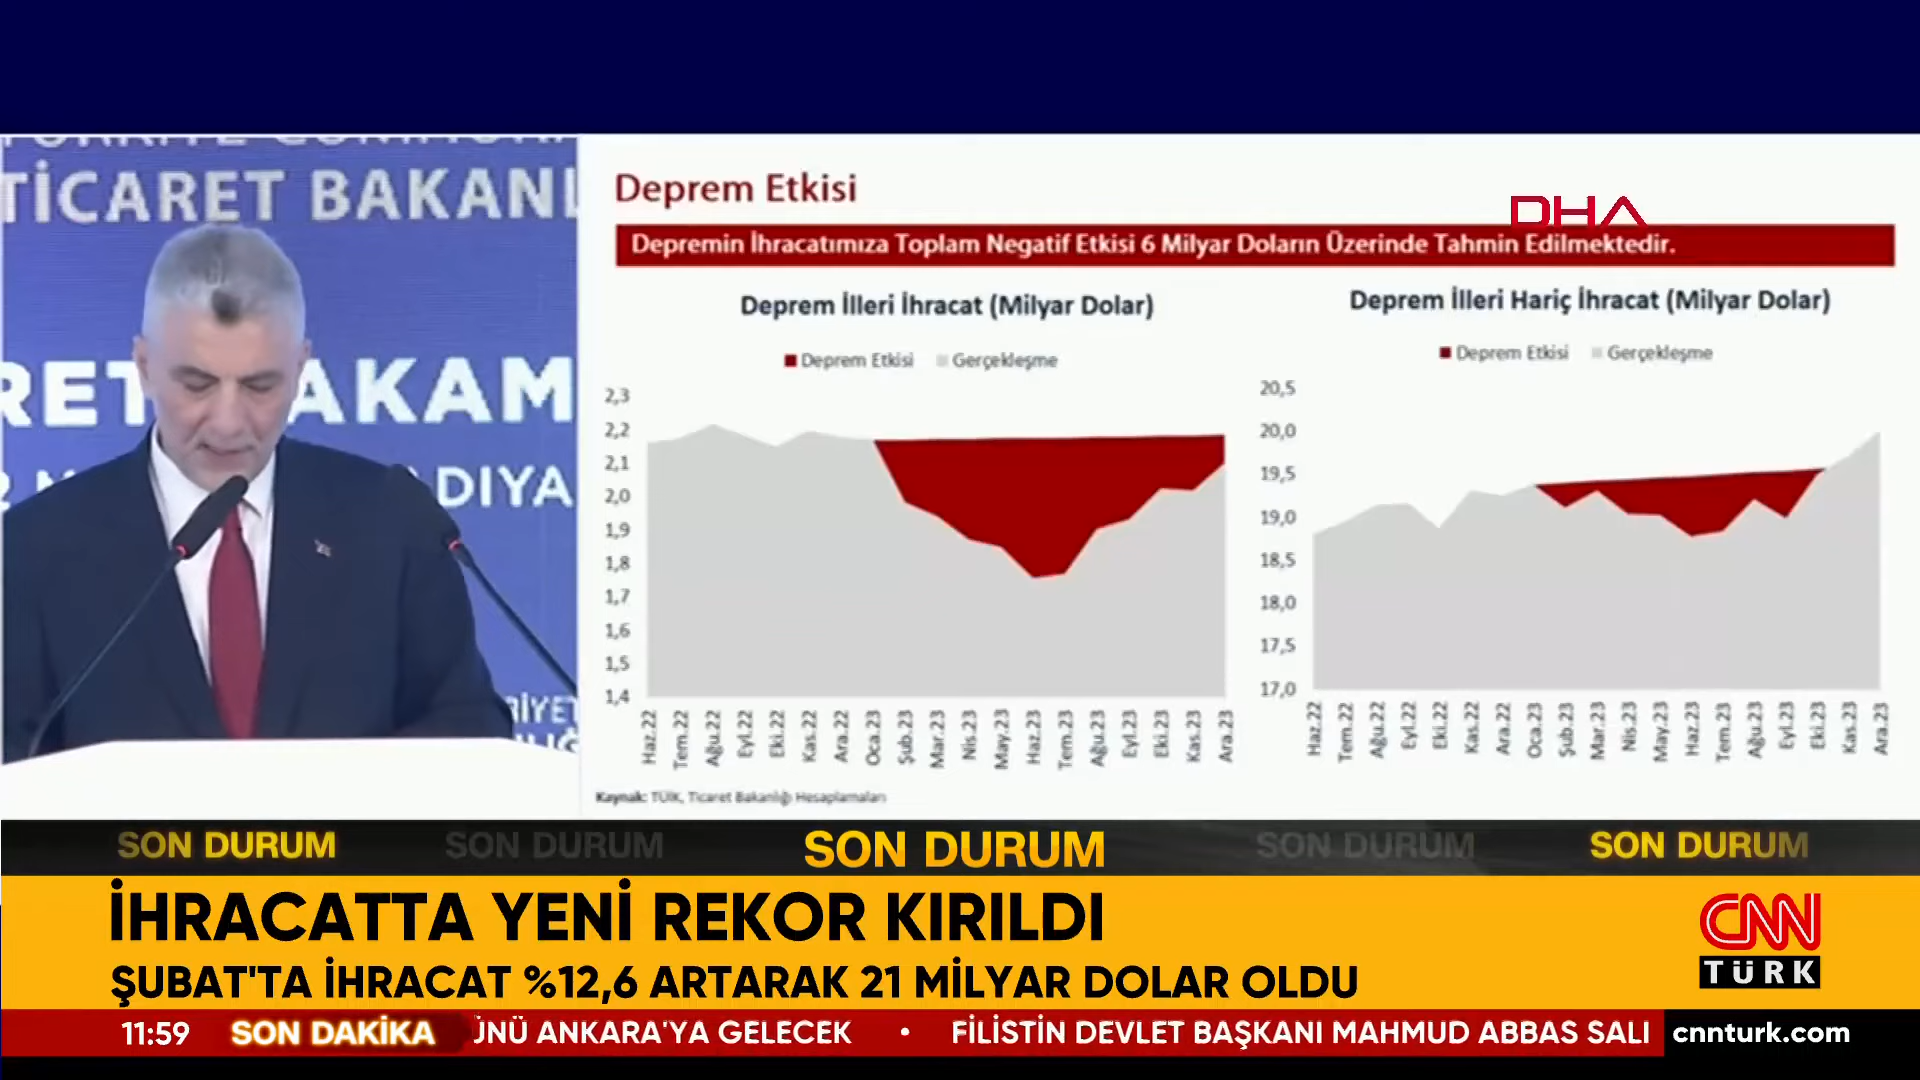 TİCARET BAKANL
RET BAKAM
DIYA
RİYET
Deprem Etkisi
DHA
Depremin İhracatımıza Toplam Negatif Etkisi 6 Milyar Doların Üzerinde Tahmin Edilmektedir.
Deprem İlleri İhracat (Milyar Dolar)
Deprem Etkisi Gerçekleşme
2,3
2,2
2,1
2,0
1,9
1,8
1,7
1,6
1,5
1,4
Haz.22 Tem.22 Ağu.22 Eyl.22 Eki.22 Kas.22 Ara.22 Oca.23 Şub.23 Mar.23 Nis.23 May.23 Haz.23 Tem.23 Ağu.23 Eyl.23 Eki.23 Kas.23 Ara.23
Deprem İlleri Hariç İhracat (Milyar Dolar)
Deprem Etkisi Gerçekleşme
20,5
20,0
19,5
19,0
18,5
18,0
17,5
17,0
Haz.22 Tem.22 Ağu.22 Eyl.22 Eki.22 Kas.22 Ara.22 Oca.23 Şub.23 Mar.23 Nis.23 May.23 Haz.23 Tem.23 Ağu.23 Eyl.23 Eki.23 Kas.23 Ara.23
Kaynak: TÜİK, Ticaret Bakanlığı Hesaplamaları
SON DURUM SON DURUM SON DURUM SON DURUM SON DURUM
İHRACATTA YENİ REKOR KIRILDI
ŞUBAT'TA İHRACAT %12,6 ARTARAK 21 MİLYAR DOLAR OLDU
CNN
TÜRK
11:59 SON DAKİKA ÜNÜ ANKARA'YA GELECEK • FİLİSTİN DEVLET BAŞKANI MAHMUD ABBAS SALI cnnturk.com